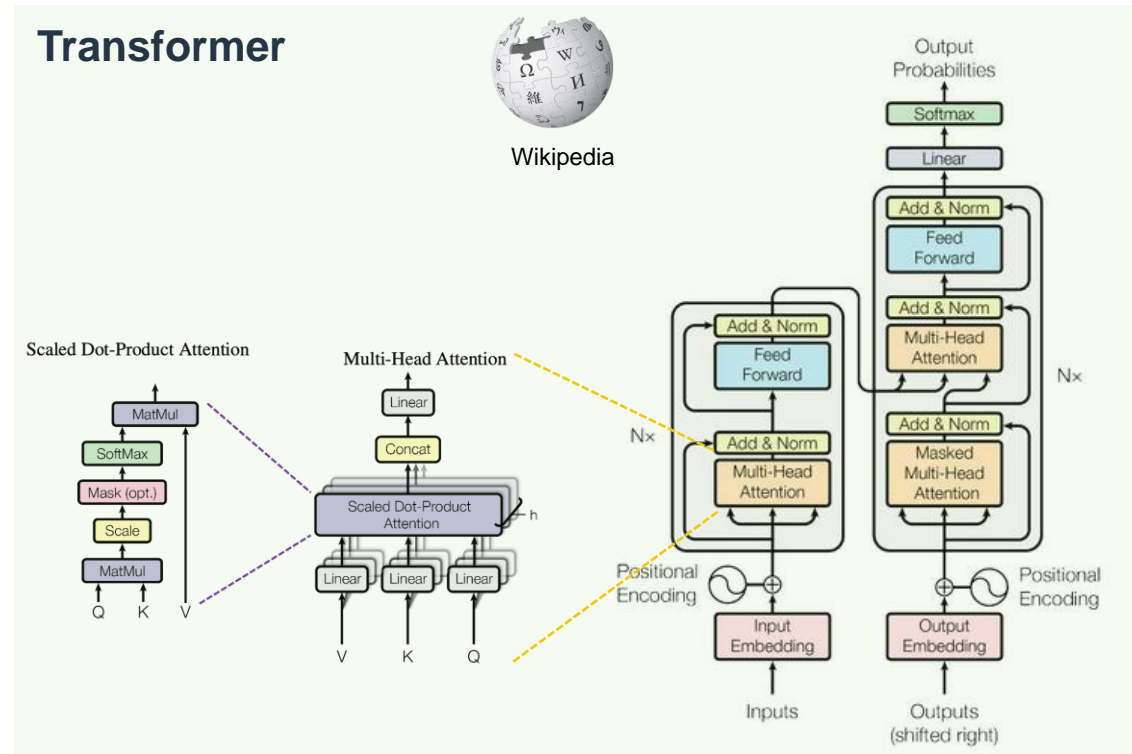 Transformer
Ω
W
И
維
7
Wikipedia
Scaled Dot-Product Attention
MatMul
SoftMax
Mask (opt.)
Scale
MatMul
Q K V
Multi-Head Attention
Linear
Concat
Scaled Dot-Product
Attention
h
Linear Linear Linear
V K Q
Output
Probabilities
Softmax
Linear
Add & Norm
Feed
Forward
Add & Norm
Multi-Head
Attention
Nx
Add & Norm
Masked
Multi-Head
Attention
Add & Norm
Feed
Forward
Nx
Add & Norm
Multi-Head
Attention
Positional
Encoding
Input
Embedding
Inputs
Positional
Encoding
Output
Embedding
Outputs
(shifted right)